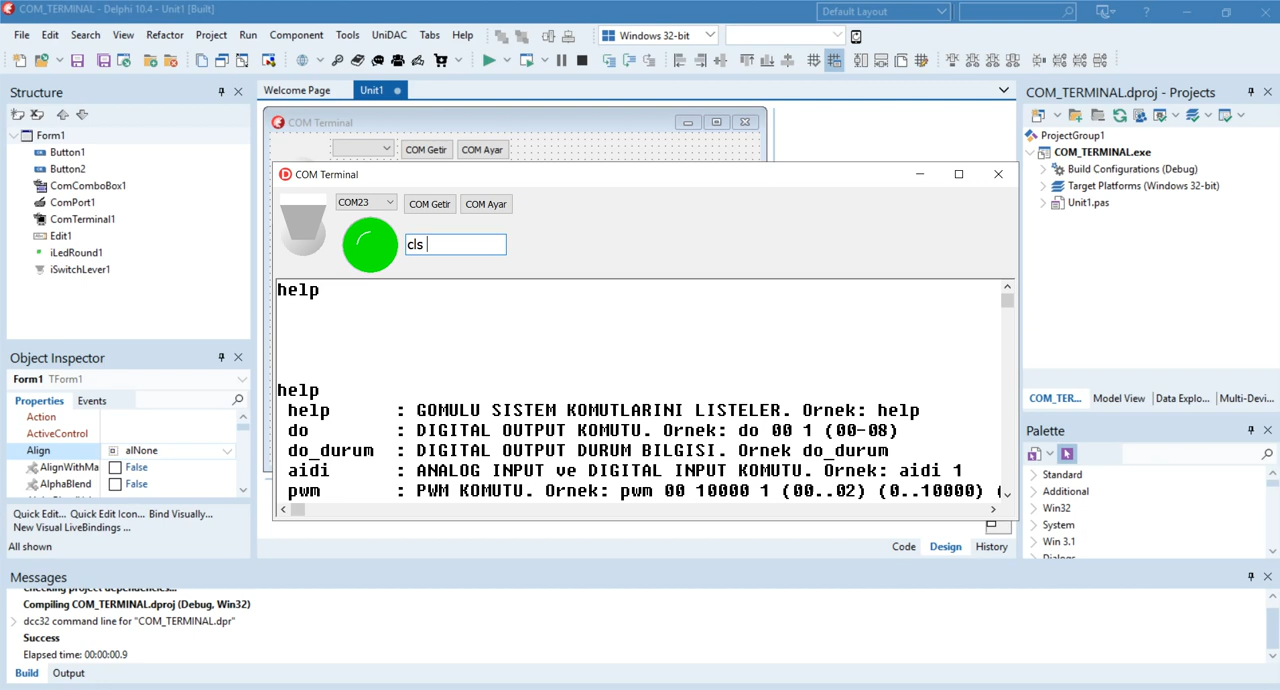 COM_TERMINAL - Delphi 10.4 - Unit1 [Built]
Default Layout
File Edit Search View Refactor Project Run Component Tools UniDAC Tabs Help
Windows 32-bit
Structure
Form1
Button1
Button2
ComComboBox1
ComPort1
ComTerminal1
Edit1
iLedRound1
iSwitchLever1
Object Inspector
Form1 TForm1
Properties Events
Action
ActiveControl
Align alNone
AlignWithMa False
AlphaBlend False
Quick Edit... Quick Edit Icon... Bind Visually...
New Visual LiveBindings ...
All shown
Welcome Page Unit1
COM Terminal
COM Getir COM Ayar
COM Terminal
COM23 COM Getir COM Ayar
cls
help
help
help : GOMULU SISTEM KOMUTLARINI LISTELER. Ornek: help
do : DIGITAL OUTPUT KOMUTU. Ornek: do 00 1 (00-08)
do_durum : DIGITAL OUTPUT DURUM BILGISI. Ornek do_durum
aidi : ANALOG INPUT ve DIGITAL INPUT KOMUTU. Ornek: aidi 1
pwm : PWM KOMUTU. Ornek: pwm 00 10000 1 (00..02) (0..10000) (
Code Design History
COM_TERMINAL.dproj - Projects
ProjectGroup1
COM_TERMINAL.exe
Build Configurations (Debug)
Target Platforms (Windows 32-bit)
Unit1.pas
COM_TER... Model View Data Explo... Multi-Devi...
Palette
Standard
Additional
Win32
System
Win 3.1
Dialogs
Messages
Checking project dependencies...
Compiling COM_TERMINAL.dproj (Debug, Win32)
dcc32 command line for "COM_TERMINAL.dpr"
Success
Elapsed time: 00:00:00.9
Build Output